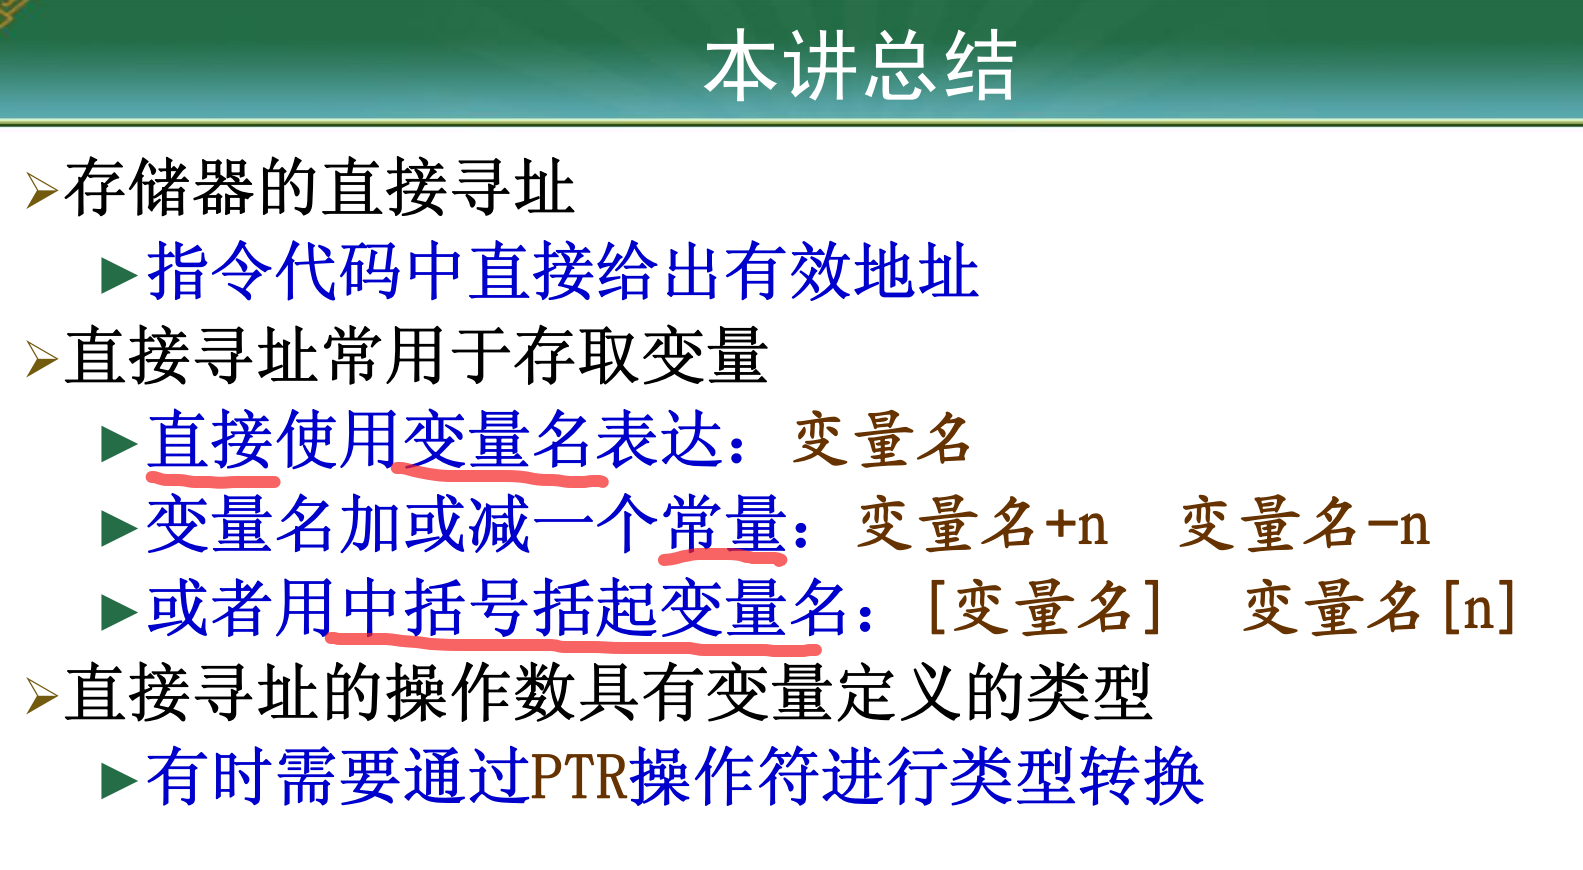 本讲总结
存储器的直接寻址
指令代码中直接给出有效地址
直接寻址常用于存取变量
直接使用变量名表达：变量名
变量名加或减一个常量：变量名+n 变量名-n
或者用中括号括起变量名：[变量名] 变量名[n]
直接寻址的操作数具有变量定义的类型
有时需要通过PTR操作符进行类型转换